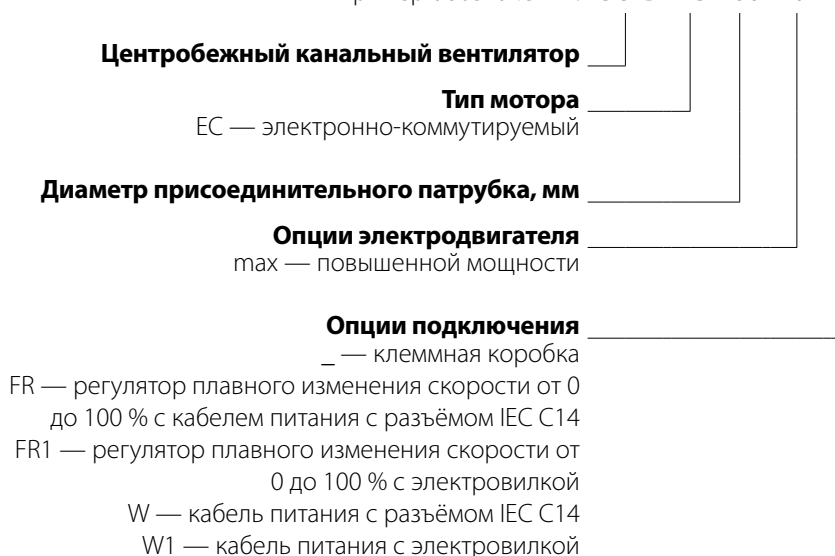 Центробежный канальный вентилятор
Тип мотора
ЕС — электронно-коммутируемый
Диаметр присоединительного патрубка, мм
Опции электродвигателя
max — повышенной мощности
Опции подключения
_ — клеммная коробка
FR — регулятор плавного изменения скорости от 0
до 100 % с кабелем питания с разъёмом IEC C14
FR1 — регулятор плавного изменения скорости от
0 до 100 % с электровилкой
W — кабель питания с разъёмом IEC C14
W1 — кабель питания с электровилкой